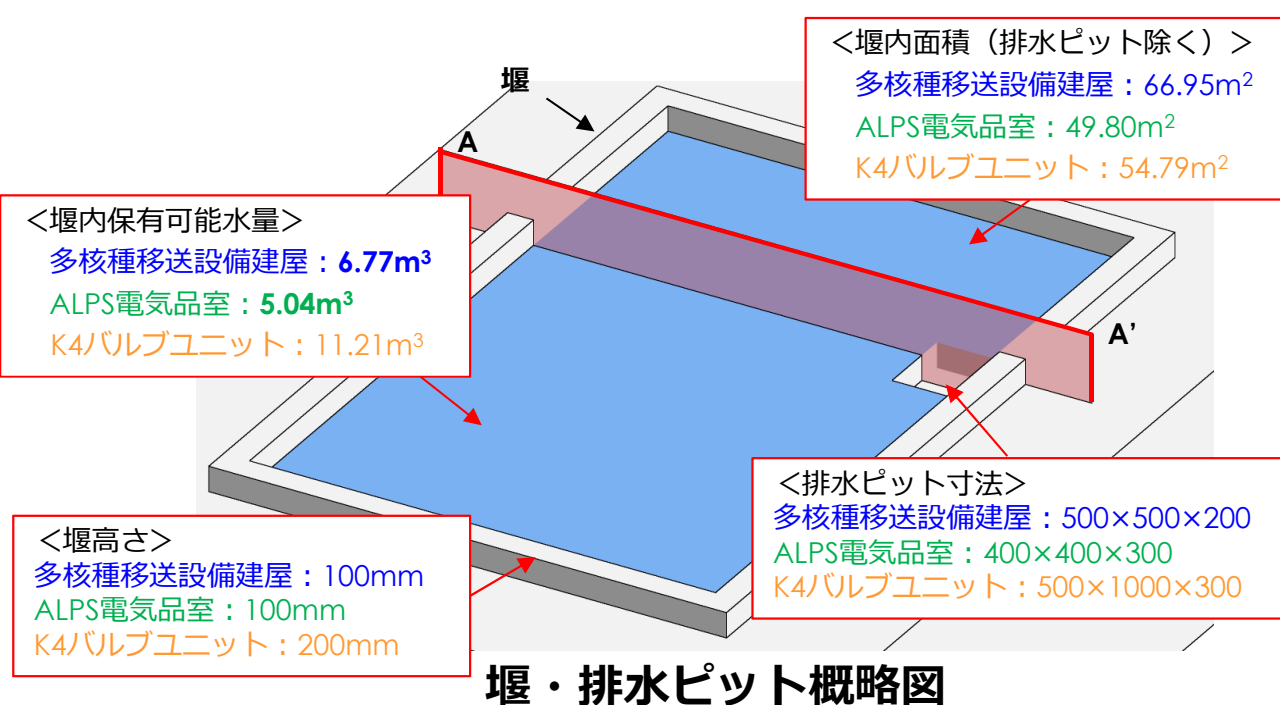 ＜堰内面積（排水ピット除く）＞
多核種移送設備建屋：66.95m2
ALPS電気品室：49.80m2
K4バルブユニット：54.79m2
堰
A
＜堰内保有可能水量＞
多核種移送設備建屋：6.77m3
ALPS電気品室：5.04m3
K4バルブユニット：11.21m3
A’
＜排水ピット寸法＞
多核種移送設備建屋：500×500×200
ALPS電気品室：400×400×300
K4バルブユニット：500×1000×300
＜堰高さ＞
多核種移送設備建屋：100mm
ALPS電気品室：100mm
K4バルブユニット：200mm
堰・排水ピット概略図